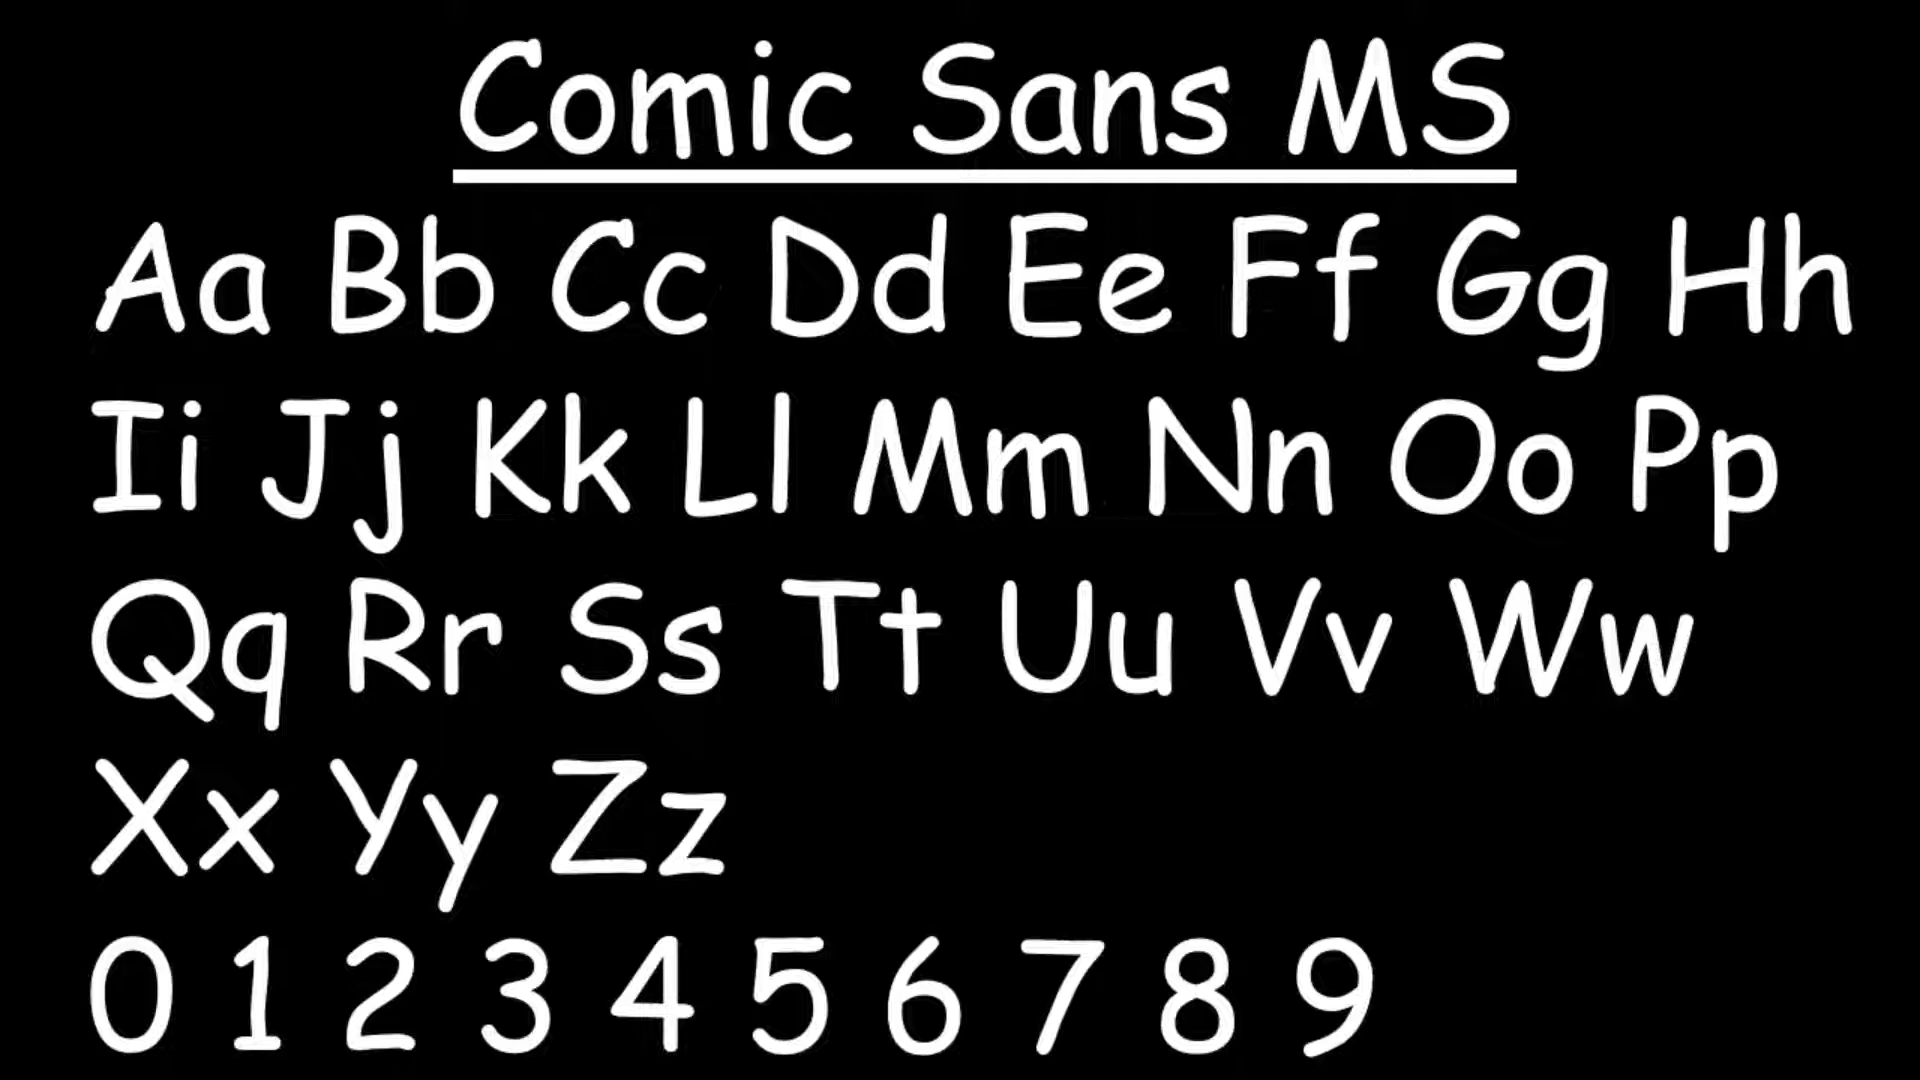 Comic Sans MS
Aa Bb Cc Dd Ee Ff Gg Hh
Ii Jj Kk Ll Mm Nn Oo Pp
Qq Rr Ss Tt Uu Vv Ww
Xx Yy Zz
0 1 2 3 4 5 6 7 8 9